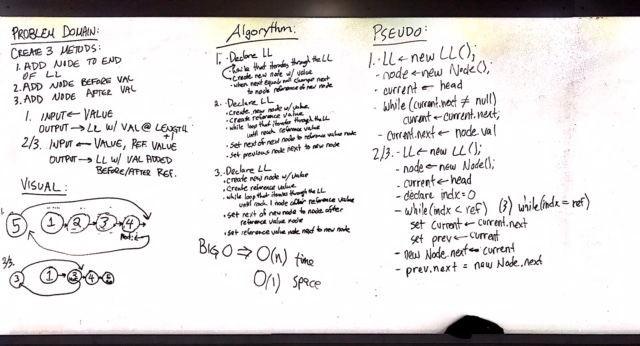 PROBLEM DOMAIN:
CREATE 3 METODS:
1. ADD NODE TO END
OF LL
2. ADD NODE BEFORE VAL
3. ADD NODE AFTER VAL
1. INPUT ← VALUE
OUTPUT → LL W/ VAL @ LENGTH
+1
2/3. INPUT ← VALUE, REF VALUE
OUTPUT → LL W/ VAL ADDED
BEFORE/AFTER REF.
VISUAL:
1.
5 1 → 2 → 3 → 4 →
2/3.
3 1 → 3 → 4 → 5
Algorythm:
1. • Declare LL
• while that iterates through the LL
• Create new node w/ value
• when next equal null change next
to node reference of new node
2. • Declare LL
• Create new node w/ value
• Create reference value
• while loop that iterates through the LL
until reach reference value
• Set next of new node to reference value node
• Set previous node next to new node
3. • Declare LL
• create new node w/ value
• Create reference value
• while loop that iterates through the LL
until reach 1 node after reference value
• set next of new node to node after
reference value node
• set reference value node next to new node
BIG O ⇒ O(n) time
O(1) space
PSEUDO:
1. - LL ← new LL();
- node ← new Node();
- current ← head
- while (current.next ≠ null)
current ← current.next;
- current.next ← node.val
2/3. - LL ← new LL();
- node ← new Node();
- current ← head
- declare indx = 0
- while (indx < ref) (3) while (indx = ref)
set current ← current.next
set prev ← current
- new Node.next ← current
- prev.next = new Node.next